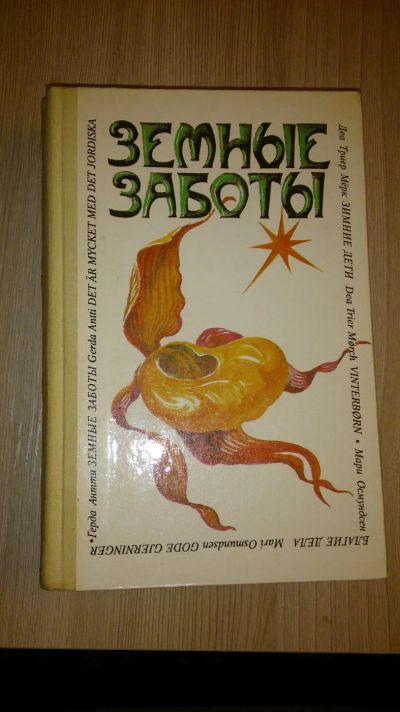 ЗЕМНЫЕ
ЗАБОТЫ
• Герда Антти ЗЕМНЫЕ ЗАБОТЫ Gerda Antti DET ÄR MYCKET MED DET JORDISKA
Деа Триер Мёрк ЗИМНИЕ ДЕТИ Dea Trier Mørch VINTERBØRN • Мари Осмундсен
БЛАГИЕ ДЕЛА Mari Osmundsen GODE GJERNINGER